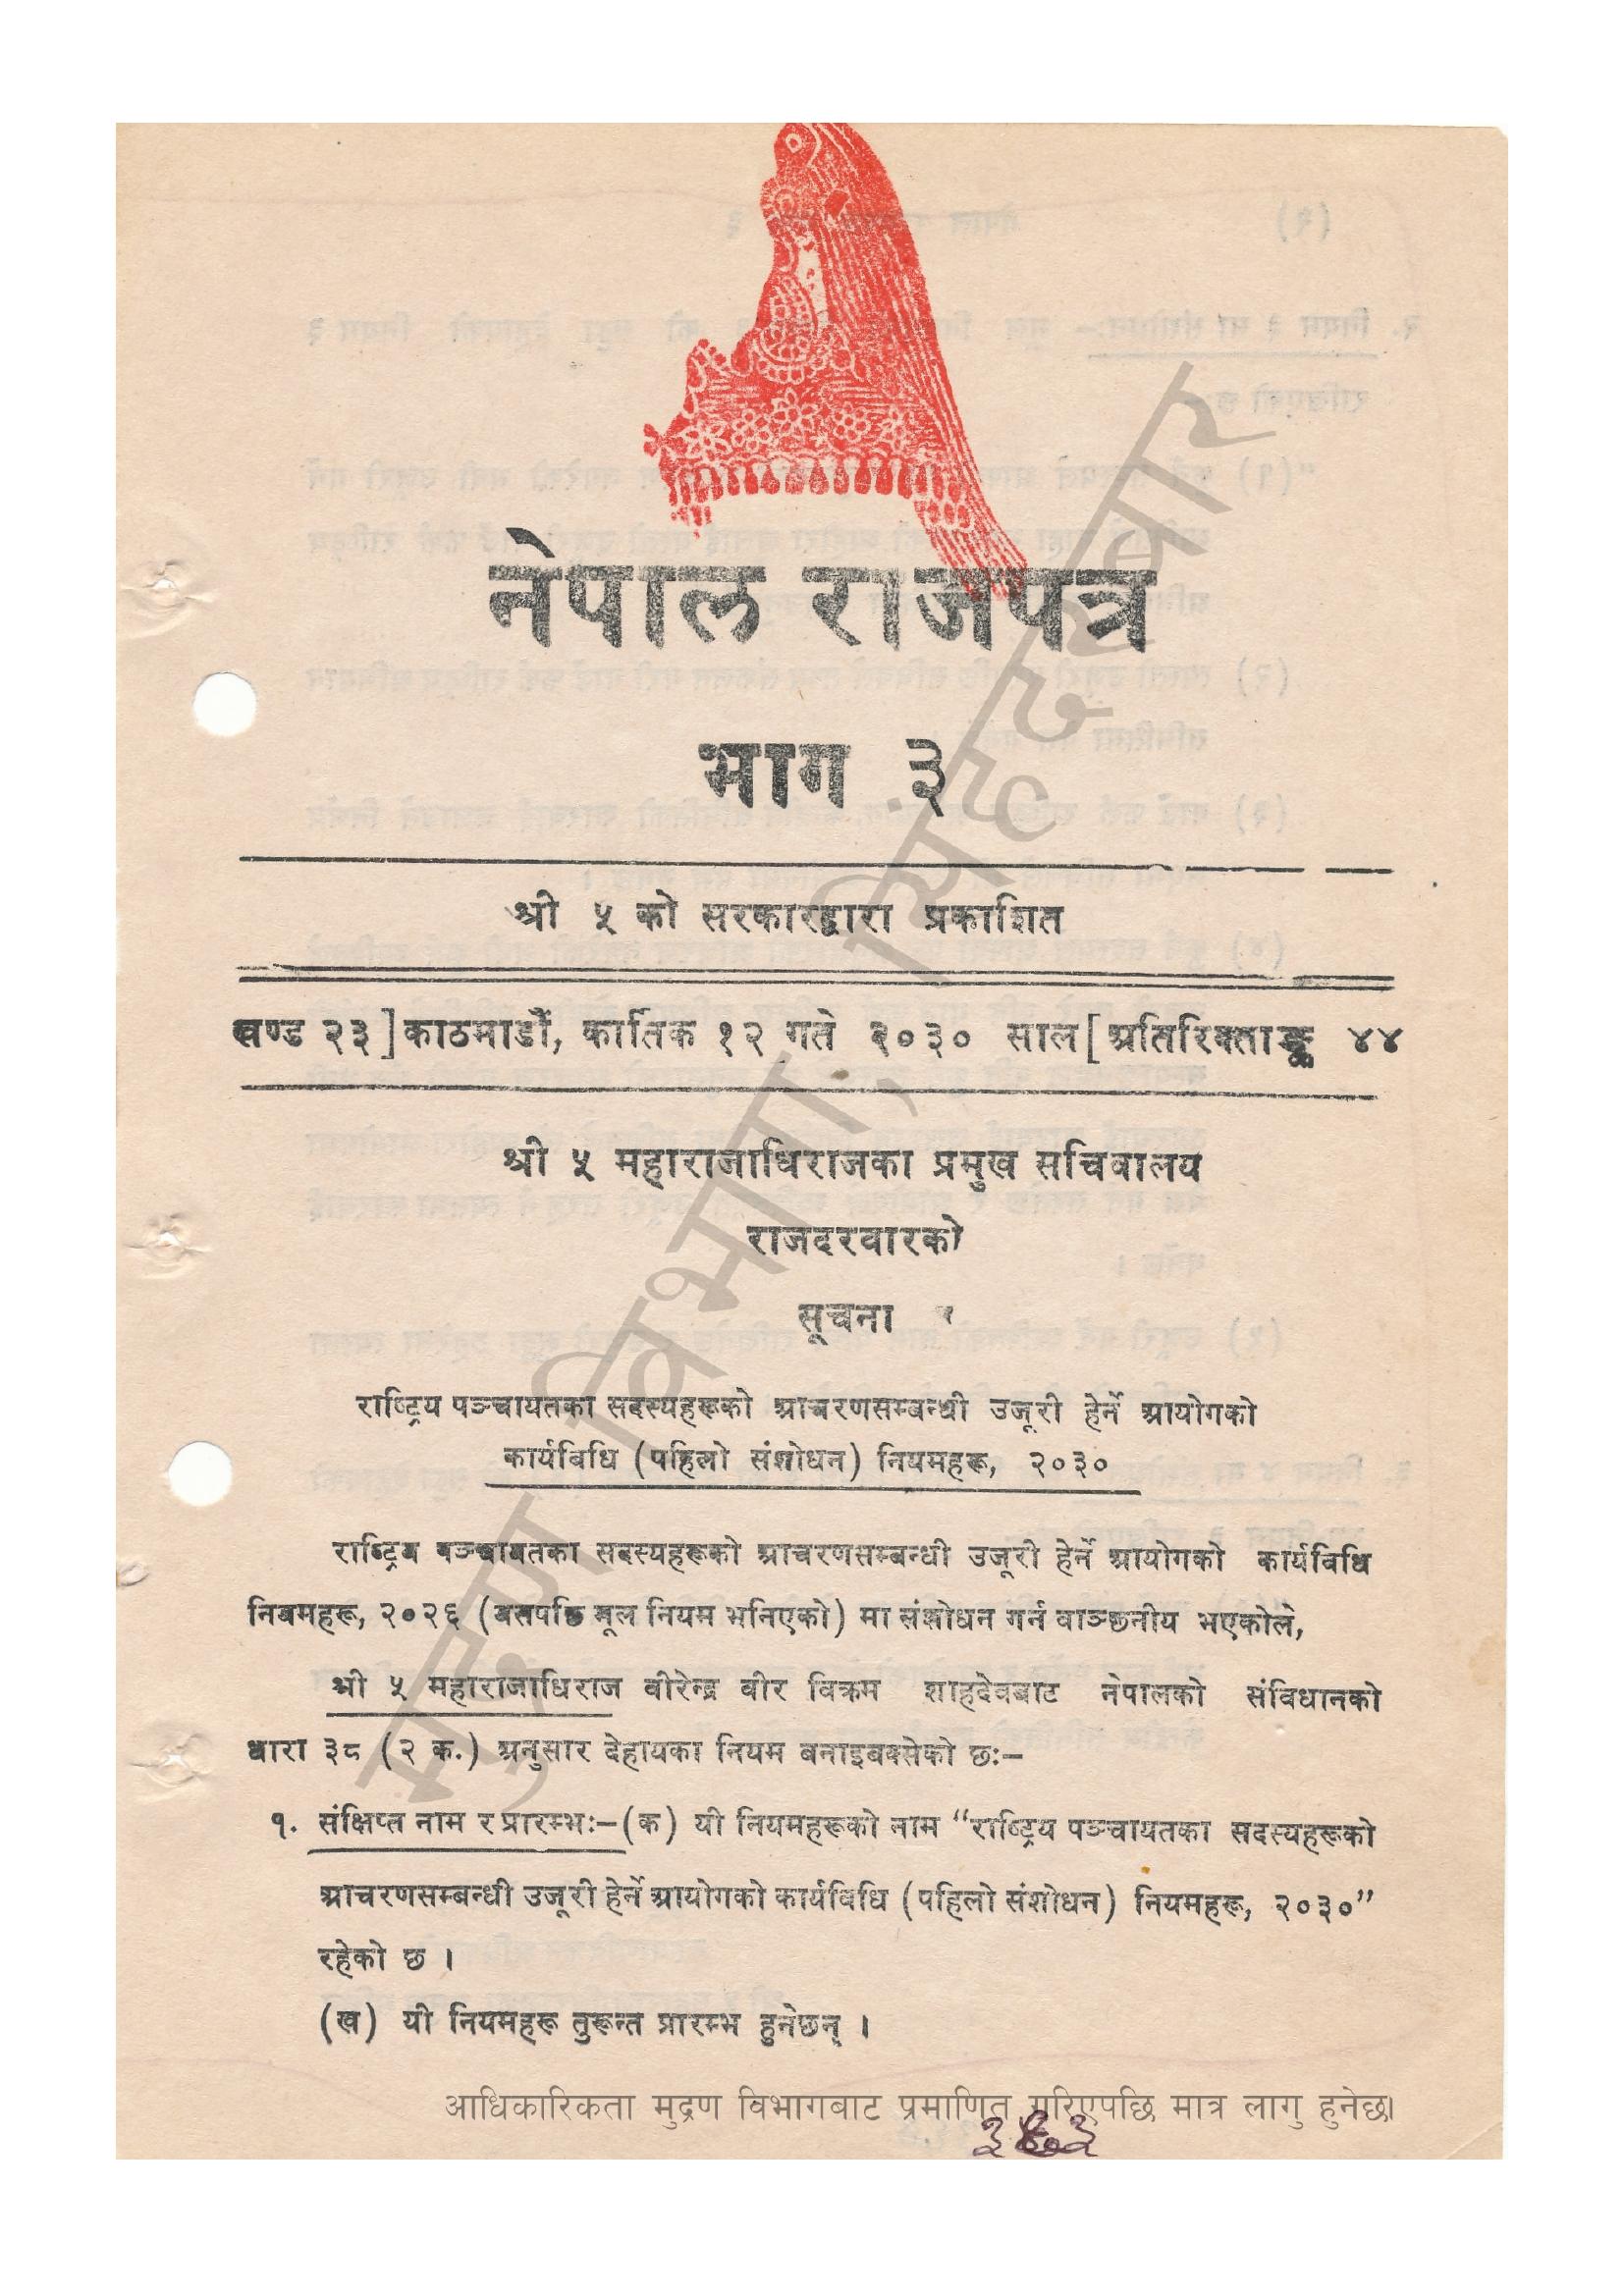 नेपाल राजपत्र
भाग ३
श्री ५ को सरकारद्वारा प्रकाशित
खण्ड २३] काठमाडौं, कार्तिक १२ गते २०३० साल [अतिरिक्ताङ्क ४४
श्री ५ महाराजाधिराजका प्रमुख सचिवालय
राजदरवारको
सूचना
राष्ट्रिय पञ्चायतका सदस्यहरूको आचरणसम्बन्धी उजूरी हेर्ने आयोगको
कार्यविधि (पहिलो संशोधन) नियमहरू, २०३०
राष्ट्रिय पञ्चायतका सदस्यहरूको आचरणसम्बन्धी उजूरी हेर्ने आयोगको कार्यविधि
नियमहरू, २०२६ (यसपछि मूल नियम भनिएको) मा संशोधन गर्न वाञ्छनीय भएकोले,
श्री ५ महाराजाधिराज वीरेन्द्र वीर विक्रम शाहदेवबाट नेपालको संविधानको
धारा ३८ (२ क.) अनुसार देहायका नियम बनाइबक्सेको छः–
१. संक्षिप्त नाम र प्रारम्भः–(क) यी नियमहरूको नाम “राष्ट्रिय पञ्चायतका सदस्यहरूको
आचरणसम्बन्धी उजूरी हेर्ने आयोगको कार्यविधि (पहिलो संशोधन) नियमहरू, २०३०”
रहेको छ ।
(ख) यी नियमहरू तुरून्त प्रारम्भ हुनेछन् ।
मुद्रण विभाग, सिंहदरबार
आधिकारिकता मुद्रण विभागबाट प्रमाणित गरिएपछि मात्र लागु हुनेछ।